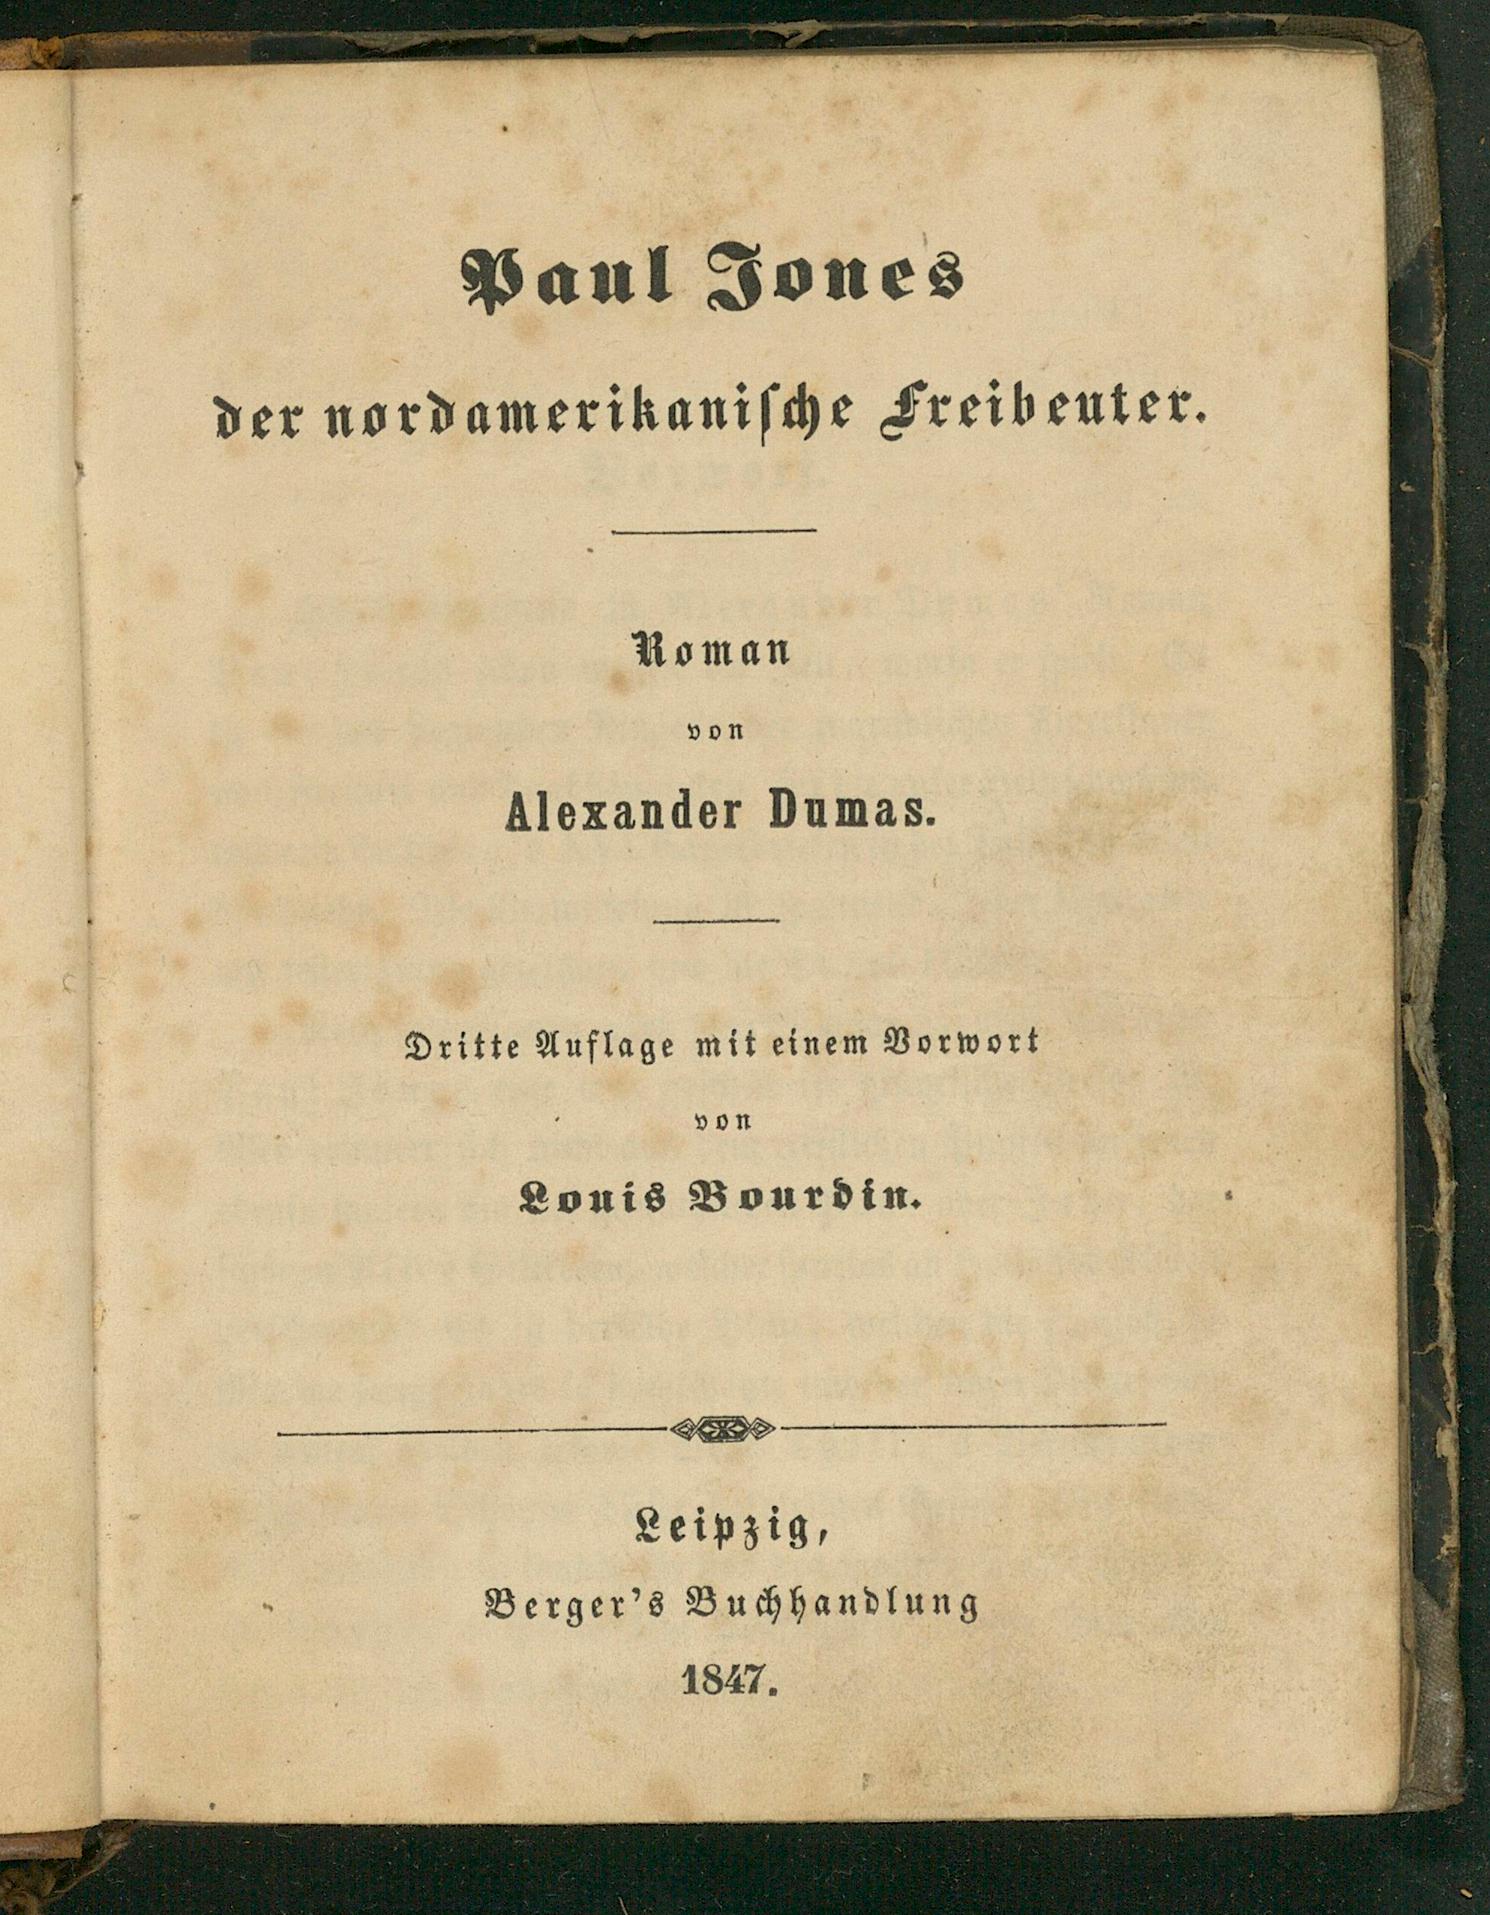 Paul Jones
der nordamerikaniſche Freibeuter.
Roman
von
Alexander Dumas.
Dritte Auflage mit einem Vorwort
von
Louis Bourdin.
Leipzig,
Berger's Buchhandlung
1847.